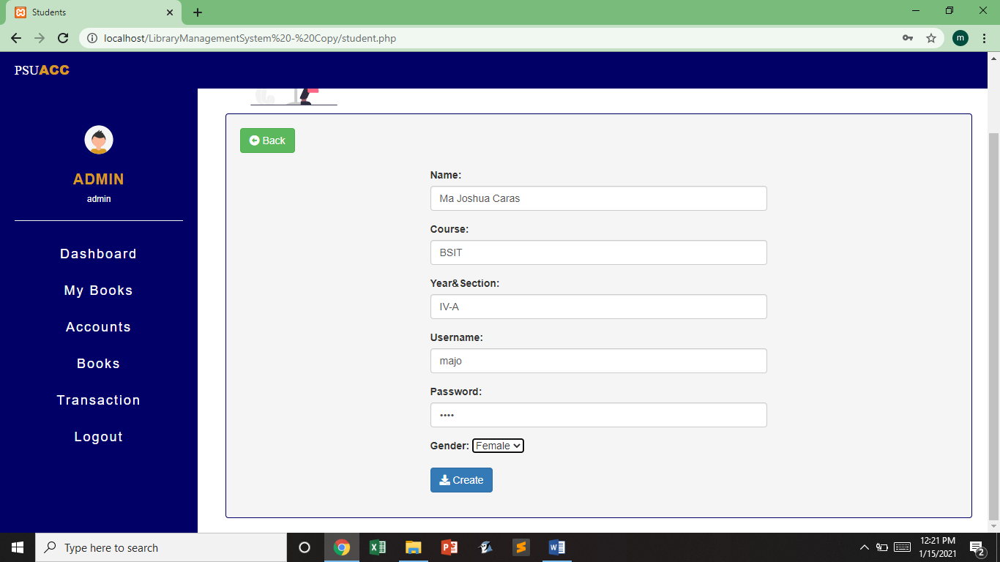 Students
localhost/LibraryManagementSystem%20-%20Copy/student.php
m
PSUACC
ADMIN
admin
Dashboard
My Books
Accounts
Books
Transaction
Logout
Back
Name:
Ma Joshua Caras
Course:
BSIT
Year&Section:
IV-A
Username:
majo
Password:
••••
Gender: Female
Create
Type here to search
12:21 PM
1/15/2021
2